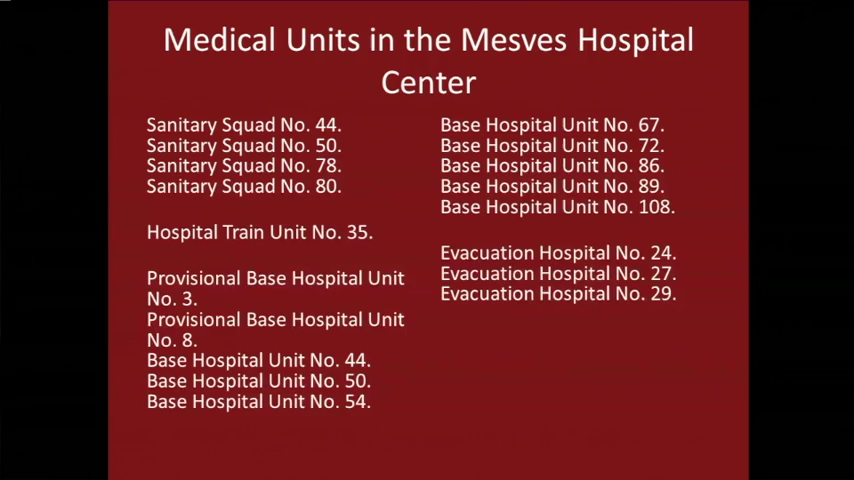 Medical Units in the Mesves Hospital
Center
Sanitary Squad No. 44.
Sanitary Squad No. 50.
Sanitary Squad No. 78.
Sanitary Squad No. 80.
Hospital Train Unit No. 35.
Provisional Base Hospital Unit
No. 3.
Provisional Base Hospital Unit
No. 8.
Base Hospital Unit No. 44.
Base Hospital Unit No. 50.
Base Hospital Unit No. 54.
Base Hospital Unit No. 67.
Base Hospital Unit No. 72.
Base Hospital Unit No. 86.
Base Hospital Unit No. 89.
Base Hospital Unit No. 108.
Evacuation Hospital No. 24.
Evacuation Hospital No. 27.
Evacuation Hospital No. 29.